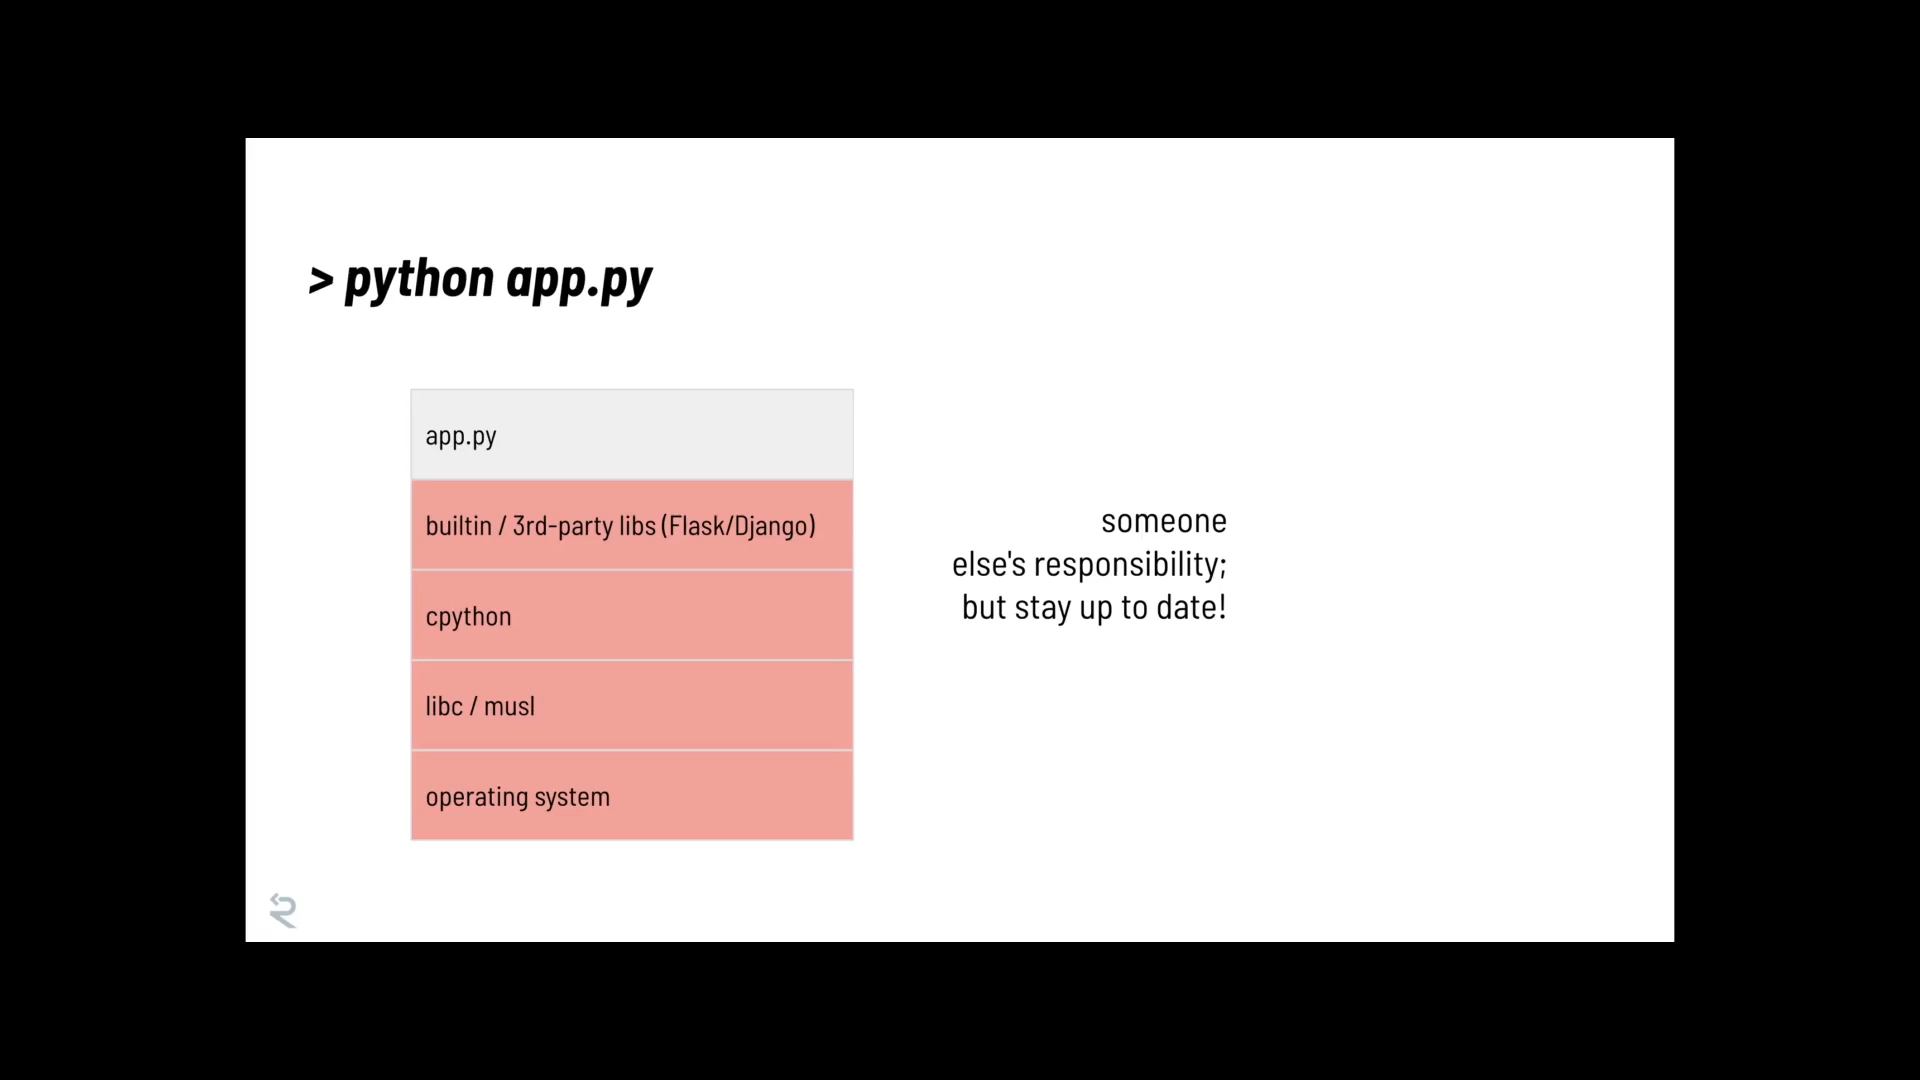 > python app.py
app.py
builtin / 3rd-party libs (Flask/Django)
cpython
libc / musl
operating system
someone
else's responsibility;
but stay up to date!